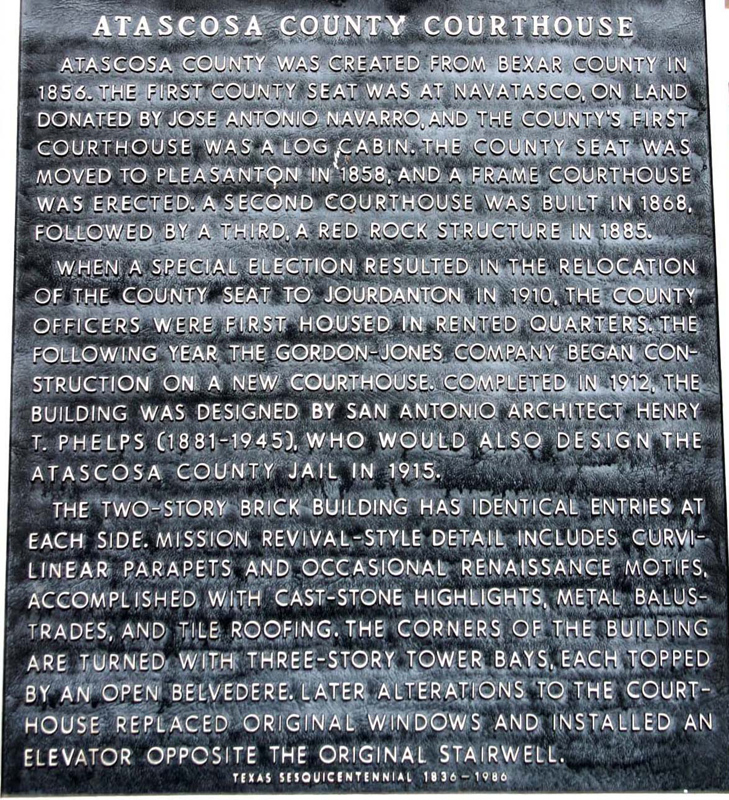 ATASCOSA COUNTY COURTHOUSE
ATASCOSA COUNTY WAS CREATED FROM BEXAR COUNTY IN
1856. THE FIRST COUNTY SEAT WAS AT NAVATASCO, ON LAND
DONATED BY JOSE ANTONIO NAVARRO, AND THE COUNTY'S FIRST
COURTHOUSE WAS A LOG CABIN. THE COUNTY SEAT WAS
MOVED TO PLEASANTON IN 1858, AND A FRAME COURTHOUSE
WAS ERECTED. A SECOND COURTHOUSE WAS BUILT IN 1868,
FOLLOWED BY A THIRD, A RED ROCK STRUCTURE IN 1885.
WHEN A SPECIAL ELECTION RESULTED IN THE RELOCATION
OF THE COUNTY SEAT TO JOURDANTON IN 1910, THE COUNTY
OFFICERS WERE FIRST HOUSED IN RENTED QUARTERS. THE
FOLLOWING YEAR THE GORDON-JONES COMPANY BEGAN CON-
STRUCTION ON A NEW COURTHOUSE. COMPLETED IN 1912, THE
BUILDING WAS DESIGNED BY SAN ANTONIO ARCHITECT HENRY
T. PHELPS (1881-1945), WHO WOULD ALSO DESIGN THE
ATASCOSA COUNTY JAIL IN 1915.
THE TWO-STORY BRICK BUILDING HAS IDENTICAL ENTRIES AT
EACH SIDE. MISSION REVIVAL-STYLE DETAIL INCLUDES CURVI-
LINEAR PARAPETS AND OCCASIONAL RENAISSANCE MOTIFS,
ACCOMPLISHED WITH CAST-STONE HIGHLIGHTS, METAL BALUS-
TRADES, AND TILE ROOFING. THE CORNERS OF THE BUILDING
ARE TURNED WITH THREE-STORY TOWER BAYS, EACH TOPPED
BY AN OPEN BELVEDERE. LATER ALTERATIONS TO THE COURT-
HOUSE REPLACED ORIGINAL WINDOWS AND INSTALLED AN
ELEVATOR OPPOSITE THE ORIGINAL STAIRWELL.
TEXAS SESQUICENTENNIAL 1836-1986